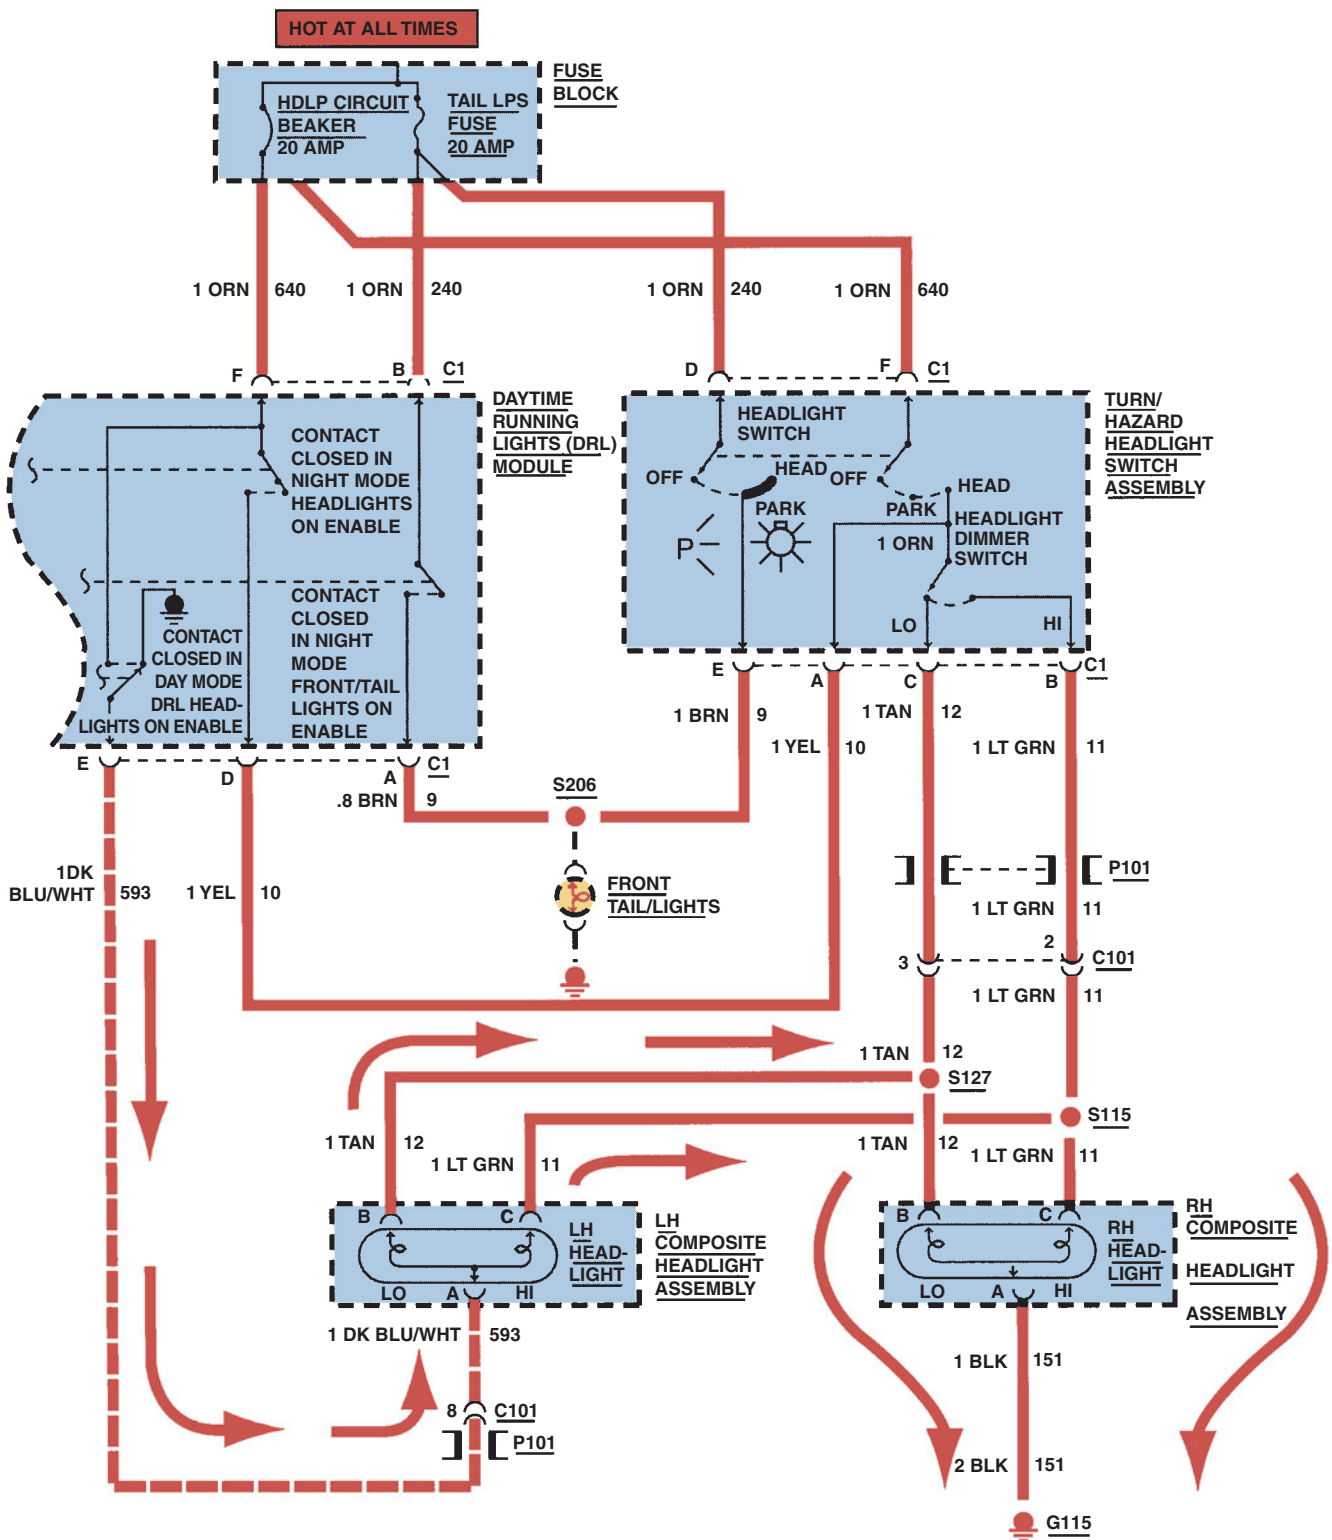 HOT AT ALL TIMES
FUSE
BLOCK
HDLP CIRCUIT
BEAKER
20 AMP
TAIL LPS
FUSE
20 AMP
1 ORN 640
1 ORN 240
1 ORN 240
1 ORN 640
F
B
C1
D
F
C1
DAYTIME
RUNNING
LIGHTS (DRL)
MODULE
CONTACT
CLOSED IN
NIGHT MODE
HEADLIGHTS
ON ENABLE
CONTACT
CLOSED
IN NIGHT
MODE
FRONT/TAIL
LIGHTS ON
ENABLE
CONTACT
CLOSED IN
DAY MODE
DRL HEAD-
LIGHTS ON ENABLE
TURN/
HAZARD
HEADLIGHT
SWITCH
ASSEMBLY
HEADLIGHT
SWITCH
OFF
HEAD
PARK
P
OFF
HEAD
PARK
1 ORN
HEADLIGHT
DIMMER
SWITCH
LO
HI
E
A
C
B
C1
1 BRN 9
1 YEL 10
1 TAN 12
1 LT GRN 11
E
D
A
C1
.8 BRN 9
S206
1DK
BLU/WHT 593
1 YEL 10
FRONT
TAIL/LIGHTS
P101
1 LT GRN 11
3
2
C101
1 LT GRN 11
1 TAN 12
S127
S115
1 TAN 12
1 LT GRN 11
1 TAN 12
1 LT GRN 11
B
C
LH
HEAD-
LIGHT
LO
A
HI
LH
COMPOSITE
HEADLIGHT
ASSEMBLY
B
C
RH
HEAD-
LIGHT
LO
A
HI
RH
COMPOSITE
HEADLIGHT
ASSEMBLY
1 DK BLU/WHT 593
8
C101
P101
1 BLK 151
2 BLK 151
G115